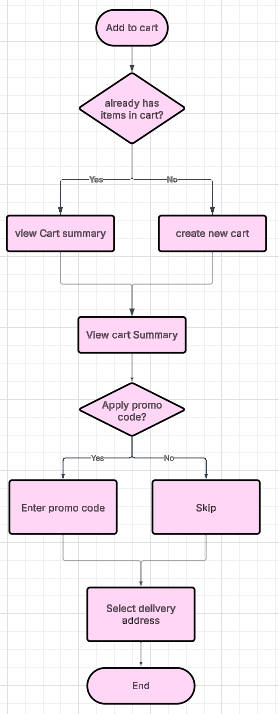 Add to cart
already has
items in cart?
Yes
No
view Cart summary
create new cart
View cart Summary
Apply promo
code?
Yes
No
Enter promo code
Skip
Select delivery
address
End